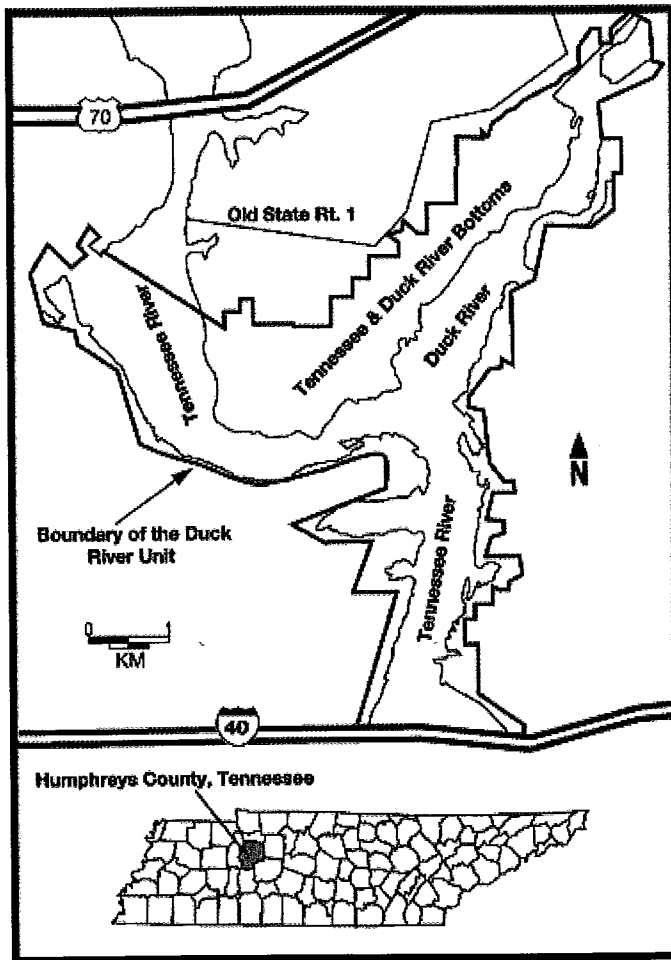 70
Old State Rt. 1
Tennessee & Duck River Bottoms
Tennessee River
Duck River
N
Boundary of the Duck
River Unit
Tennessee River
0 1
KM
40
Humphreys County, Tennessee